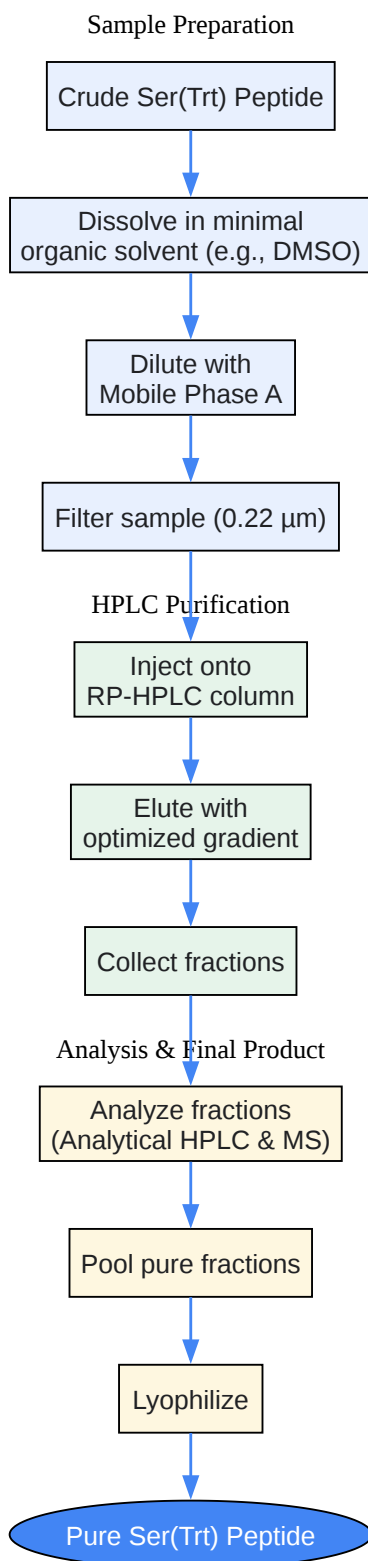 Sample Preparation
Crude Ser(Trt) Peptide
Dissolve in minimal
organic solvent (e.g., DMSO)
Dilute with
Mobile Phase A
Filter sample (0.22 µm)
HPLC Purification
Inject onto
RP-HPLC column
Elute with
optimized gradient
Collect fractions
Analysis & Final Product
Analyze fractions
(Analytical HPLC & MS)
Pool pure fractions
Lyophilize
Pure Ser(Trt) Peptide